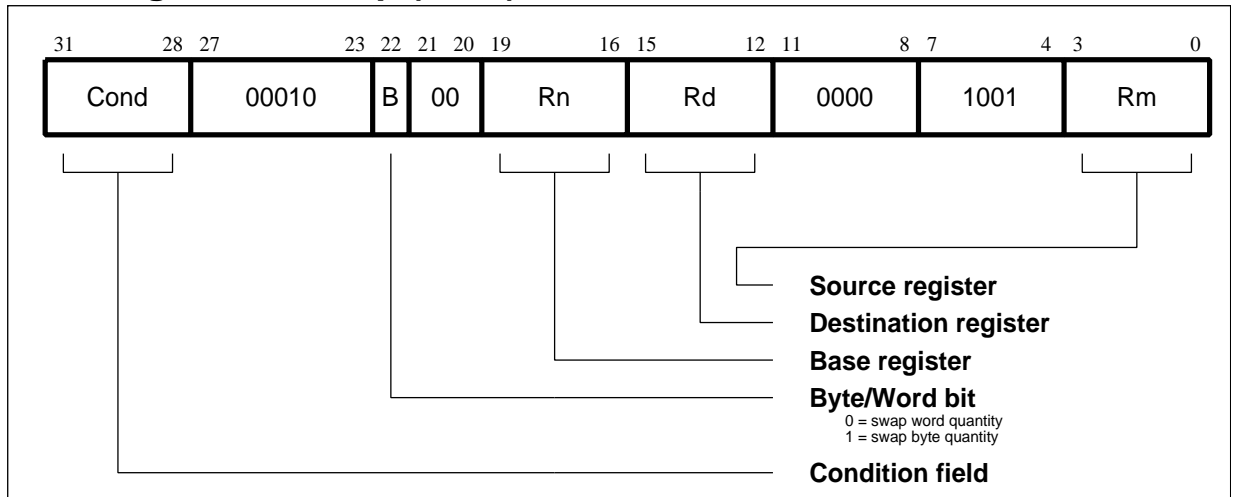 31 28 27 23 22 21 20 19 16 15 12 11 8 7 4 3 0
Cond 00010 B 00 Rn Rd 0000 1001 Rm
Source register
Destination register
Base register
Byte/Word bit
0 = swap word quantity
1 = swap byte quantity
Condition field